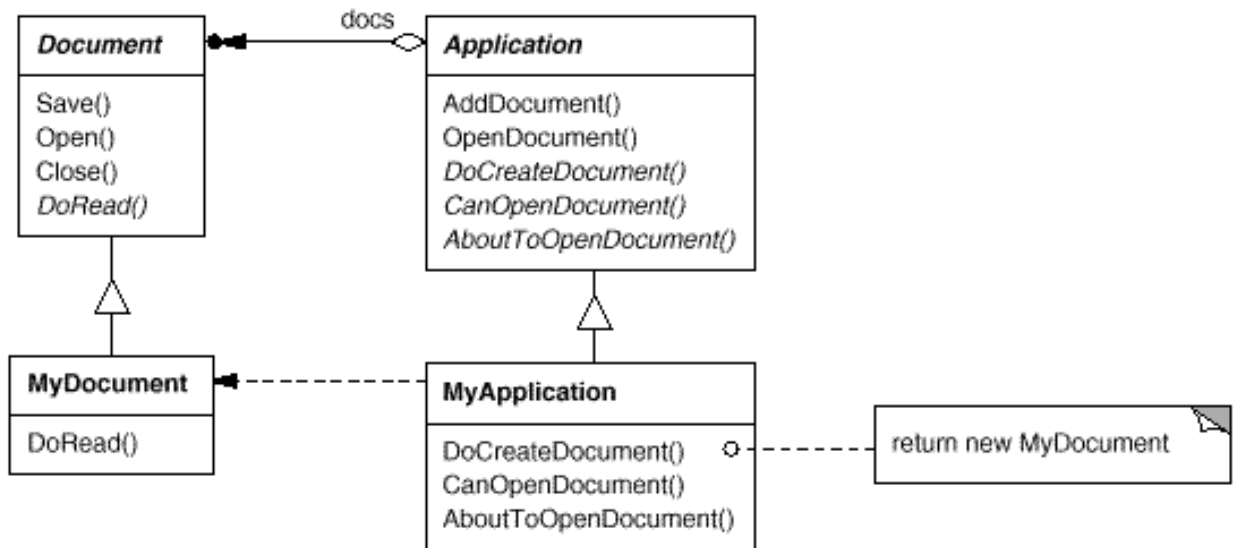 docs
Document
Save()
Open()
Close()
DoRead()
Application
AddDocument()
OpenDocument()
DoCreateDocument()
CanOpenDocument()
AboutToOpenDocument()
MyDocument
DoRead()
MyApplication
DoCreateDocument()
CanOpenDocument()
AboutToOpenDocument()
return new MyDocument